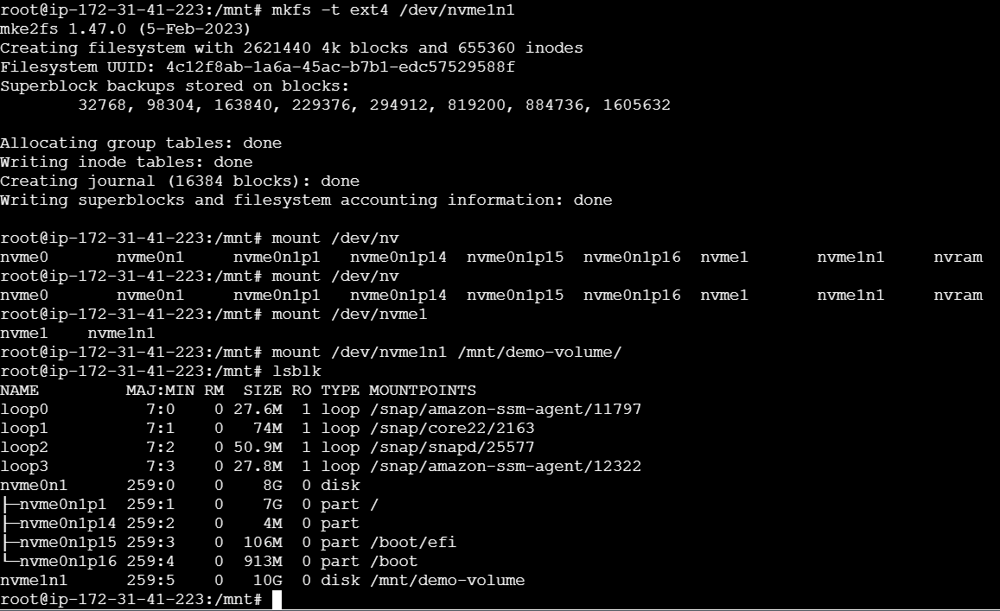 root@ip-172-31-41-223:/mnt# mkfs -t ext4 /dev/nvme1n1
mke2fs 1.47.0 (5-Feb-2023)
Creating filesystem with 2621440 4k blocks and 655360 inodes
Filesystem UUID: 4c12f8ab-1a6a-45ac-b7b1-edc57529588f
Superblock backups stored on blocks:
        32768, 98304, 163840, 229376, 294912, 819200, 884736, 1605632

Allocating group tables: done
Writing inode tables: done
Creating journal (16384 blocks): done
Writing superblocks and filesystem accounting information: done

root@ip-172-31-41-223:/mnt# mount /dev/nv
nvme0       nvme0n1     nvme0n1p1   nvme0n1p14  nvme0n1p15  nvme0n1p16  nvme1       nvme1n1     nvram
root@ip-172-31-41-223:/mnt# mount /dev/nv
nvme0       nvme0n1     nvme0n1p1   nvme0n1p14  nvme0n1p15  nvme0n1p16  nvme1       nvme1n1     nvram
root@ip-172-31-41-223:/mnt# mount /dev/nvme1
nvme1    nvme1n1
root@ip-172-31-41-223:/mnt# mount /dev/nvme1n1 /mnt/demo-volume/
root@ip-172-31-41-223:/mnt# lsblk
NAME         MAJ:MIN RM  SIZE RO TYPE MOUNTPOINTS
loop0          7:0    0 27.6M  1 loop /snap/amazon-ssm-agent/11797
loop1          7:1    0   74M  1 loop /snap/core22/2163
loop2          7:2    0 50.9M  1 loop /snap/snapd/25577
loop3          7:3    0 27.8M  1 loop /snap/amazon-ssm-agent/12322
nvme0n1      259:0    0    8G  0 disk
├─nvme0n1p1  259:1    0    7G  0 part /
├─nvme0n1p14 259:2    0    4M  0 part
├─nvme0n1p15 259:3    0  106M  0 part /boot/efi
└─nvme0n1p16 259:4    0  913M  0 part /boot
nvme1n1      259:5    0   10G  0 disk /mnt/demo-volume
root@ip-172-31-41-223:/mnt#